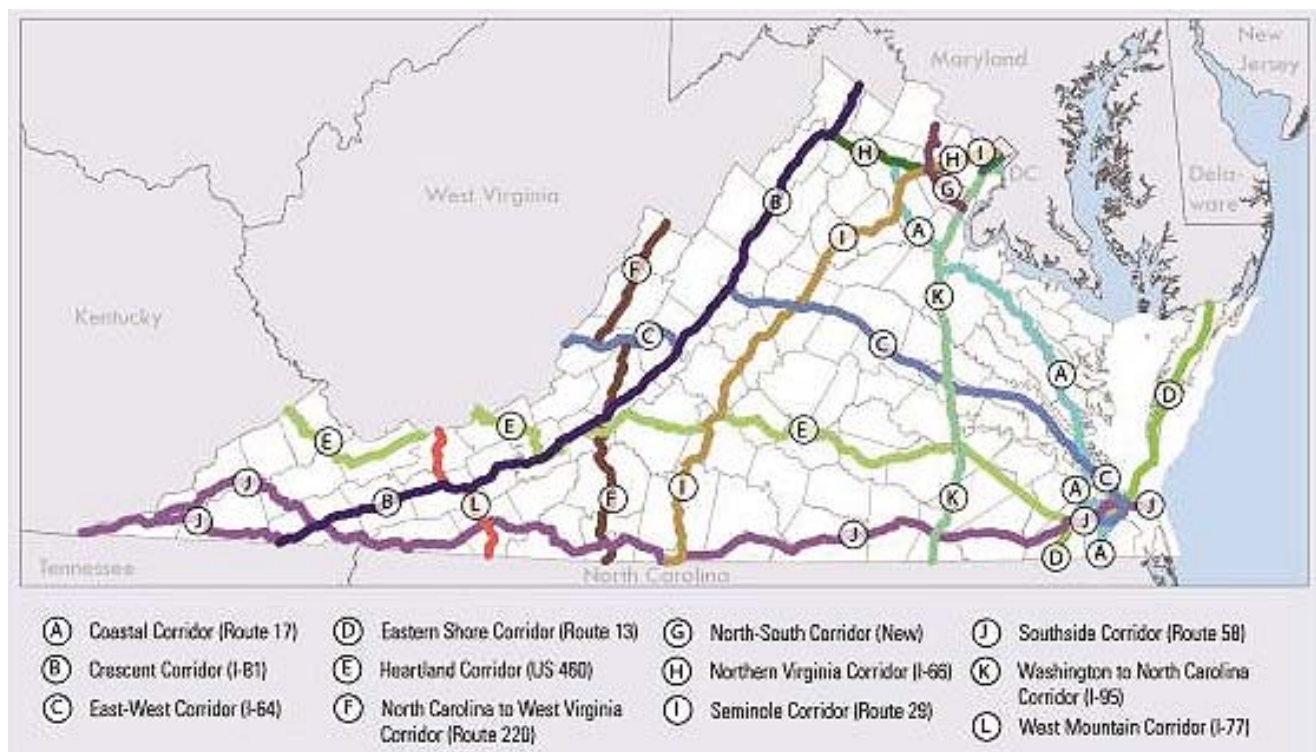 New
Jersey
Maryland
H
H
I
DC
Dela-
ware
G
West Virginia
B
A
I
F
K
Kentucky
C
C
A
D
E
E
E
J
B
L
F
I
K
A
C
J
J
J
J
D
A
Tennessee
North Carolina
A Coastal Corridor (Route 17)
B Crescent Corridor (I-81)
C East-West Corridor (I-64)
D Eastern Shore Corridor (Route 13)
E Heartland Corridor (US 460)
F North Carolina to West Virginia
Corridor (Route 220)
G North-South Corridor (New)
H Northern Virginia Corridor (I-66)
I Seminole Corridor (Route 29)
J Southside Corridor (Route 58)
K Washington to North Carolina
Corridor (I-95)
L West Mountain Corridor (I-77)